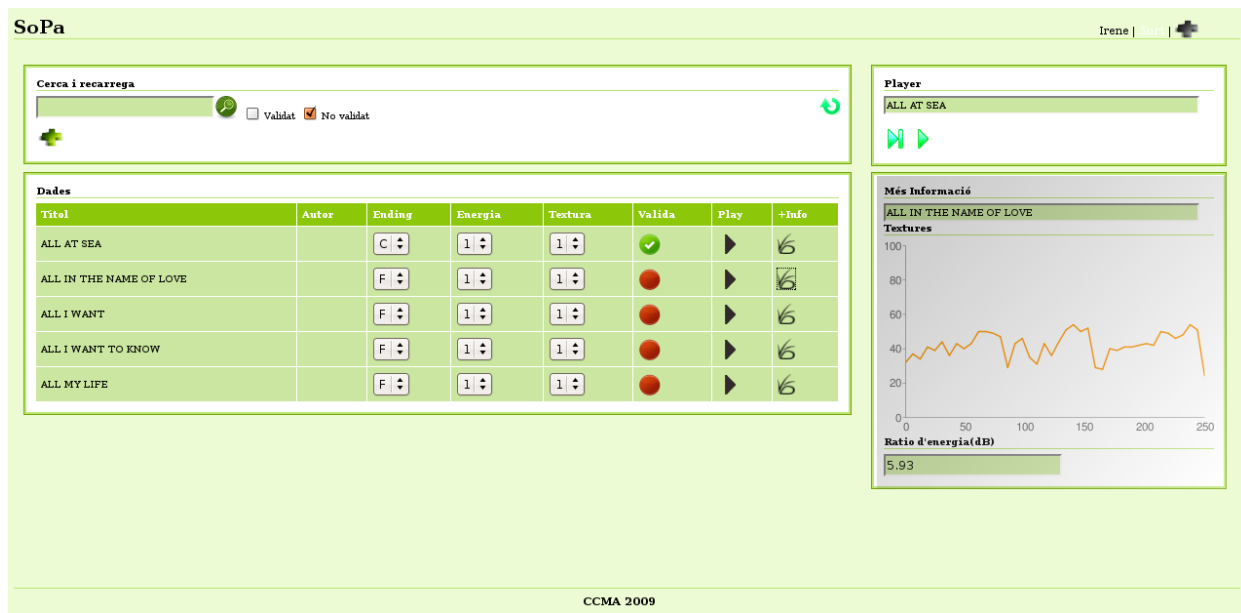 SoPa
Irene | Surt |
Cerca i recarrega
Validat No validat
Player
ALL AT SEA
Dades
Títol Autor Ending Energia Textura Valida Play +Info
ALL AT SEA C 1 1
ALL IN THE NAME OF LOVE F 1 1
ALL I WANT F 1 1
ALL I WANT TO KNOW F 1 1
ALL MY LIFE F 1 1
Més Informació
ALL IN THE NAME OF LOVE
Textures
100
80
60
40
20
0
0 50 100 150 200 250
Ratio d'energia(dB)
5.93
CCMA 2009